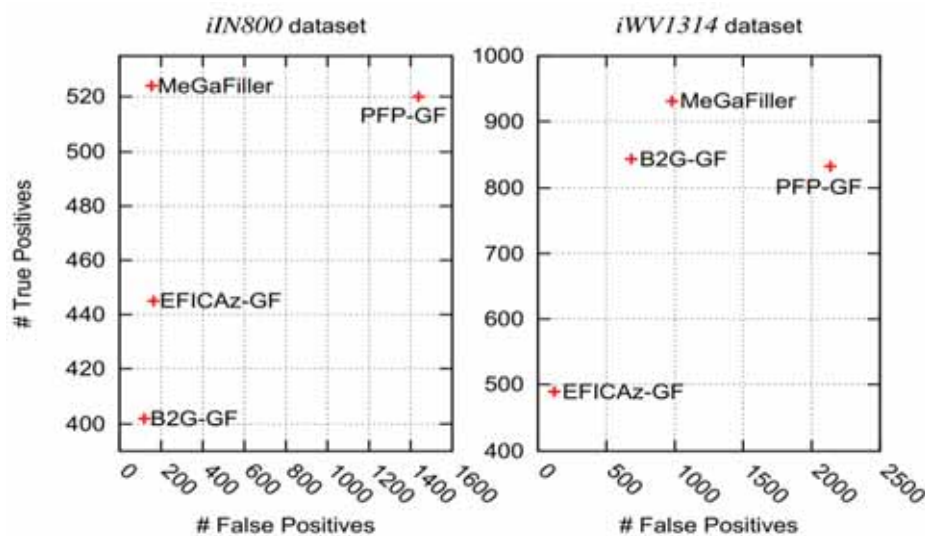 iIN800 dataset
520
500
480
460
440
420
400
# True Positives
MeGaFiller
PFP-GF
EFICAz-GF
B2G-GF
0
200
400
600
800
1000
1200
1400
1600
# False Positives
iWV1314 dataset
1000
900
800
700
600
500
400
MeGaFiller
B2G-GF
PFP-GF
EFICAz-GF
0
500
1000
1500
2000
2500
# False Positives